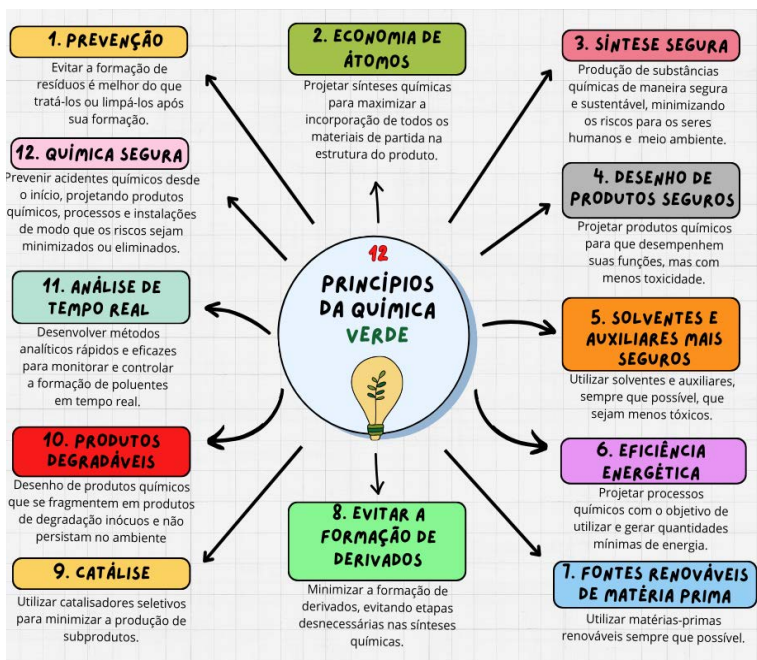 1. PREVENÇÃO
Evitar a formação de
resíduos é melhor do que
tratá-los ou limpá-los após
sua formação.
2. ECONOMIA DE
ÁTOMOS
Projetar sínteses químicas
para maximizar a
incorporação de todos os
materiais de partida na
estrutura do produto.
3. SÍNTESE SEGURA
Produção de substâncias
químicas de maneira segura
e sustentável, minimizando
os riscos para os seres
humanos e meio ambiente.
12. QUÍMICA SEGURA
Prevenir acidentes químicos desde
o início, projetando produtos
químicos, processos e instalações
de modo que os riscos sejam
minimizados ou eliminados.
4. DESENHO DE
PRODUTOS SEGUROS
Projetar produtos químicos
para que desempenhem
suas funções, mas com
menos toxicidade.
12
PRINCÍPIOS
DA QUÍMICA
VERDE
11. ANÁLISE DE
TEMPO REAL
Desenvolver métodos
analíticos rápidos e eficazes
para monitorar e controlar
a formação de poluentes
em tempo real.
5. SOLVENTES E
AUXILIARES MAIS
SEGUROS
Utilizar solventes e auxiliares,
sempre que possível, que
sejam menos tóxicos.
10. PRODUTOS
DEGRADÁVEIS
Desenho de produtos químicos
que se fragmentem em produtos
de degradação inócuos e não
persistam no ambiente
6. EFICIÊNCIA
ENERGÉTICA
Projetar processos
químicos com o objetivo de
utilizar e gerar quantidades
mínimas de energia.
9. CATÁLISE
Utilizar catalisadores seletivos
para minimizar a produção de
subprodutos.
8. EVITAR A
FORMAÇÃO DE
DERIVADOS
Minimizar a formação de
derivados, evitando etapas
desnecessárias nas sínteses
químicas.
7. FONTES RENOVÁVEIS
DE MATÉRIA PRIMA
Utilizar matérias-primas
renováveis sempre que possível.